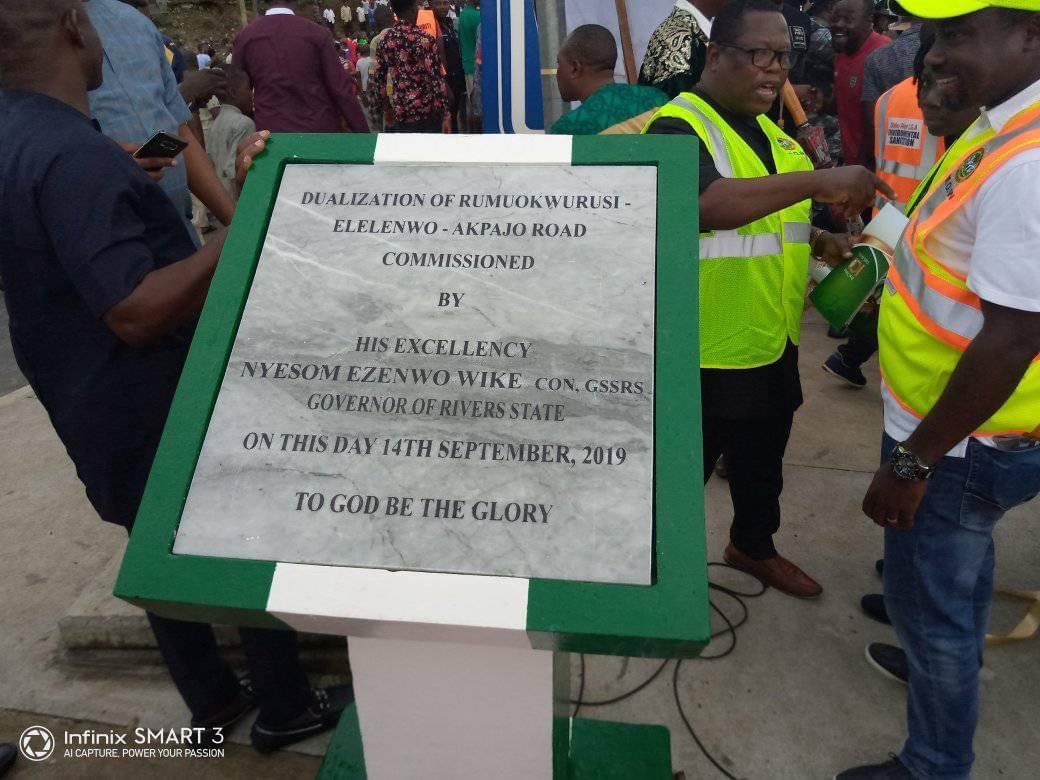 DUALIZATION OF RUMUOKWURUSI -
ELELENWO - AKPAJO ROAD
COMMISSIONED
BY
HIS EXCELLENCY
NYESOM EZENWO WIKE CON, GSSRS
GOVERNOR OF RIVERS STATE
ON THIS DAY 14TH SEPTEMBER, 2019
TO GOD BE THE GLORY
ENVIRONMENTAL
SANITATION
Infinix SMART 3
AI CAPTURE. POWER YOUR PASSION